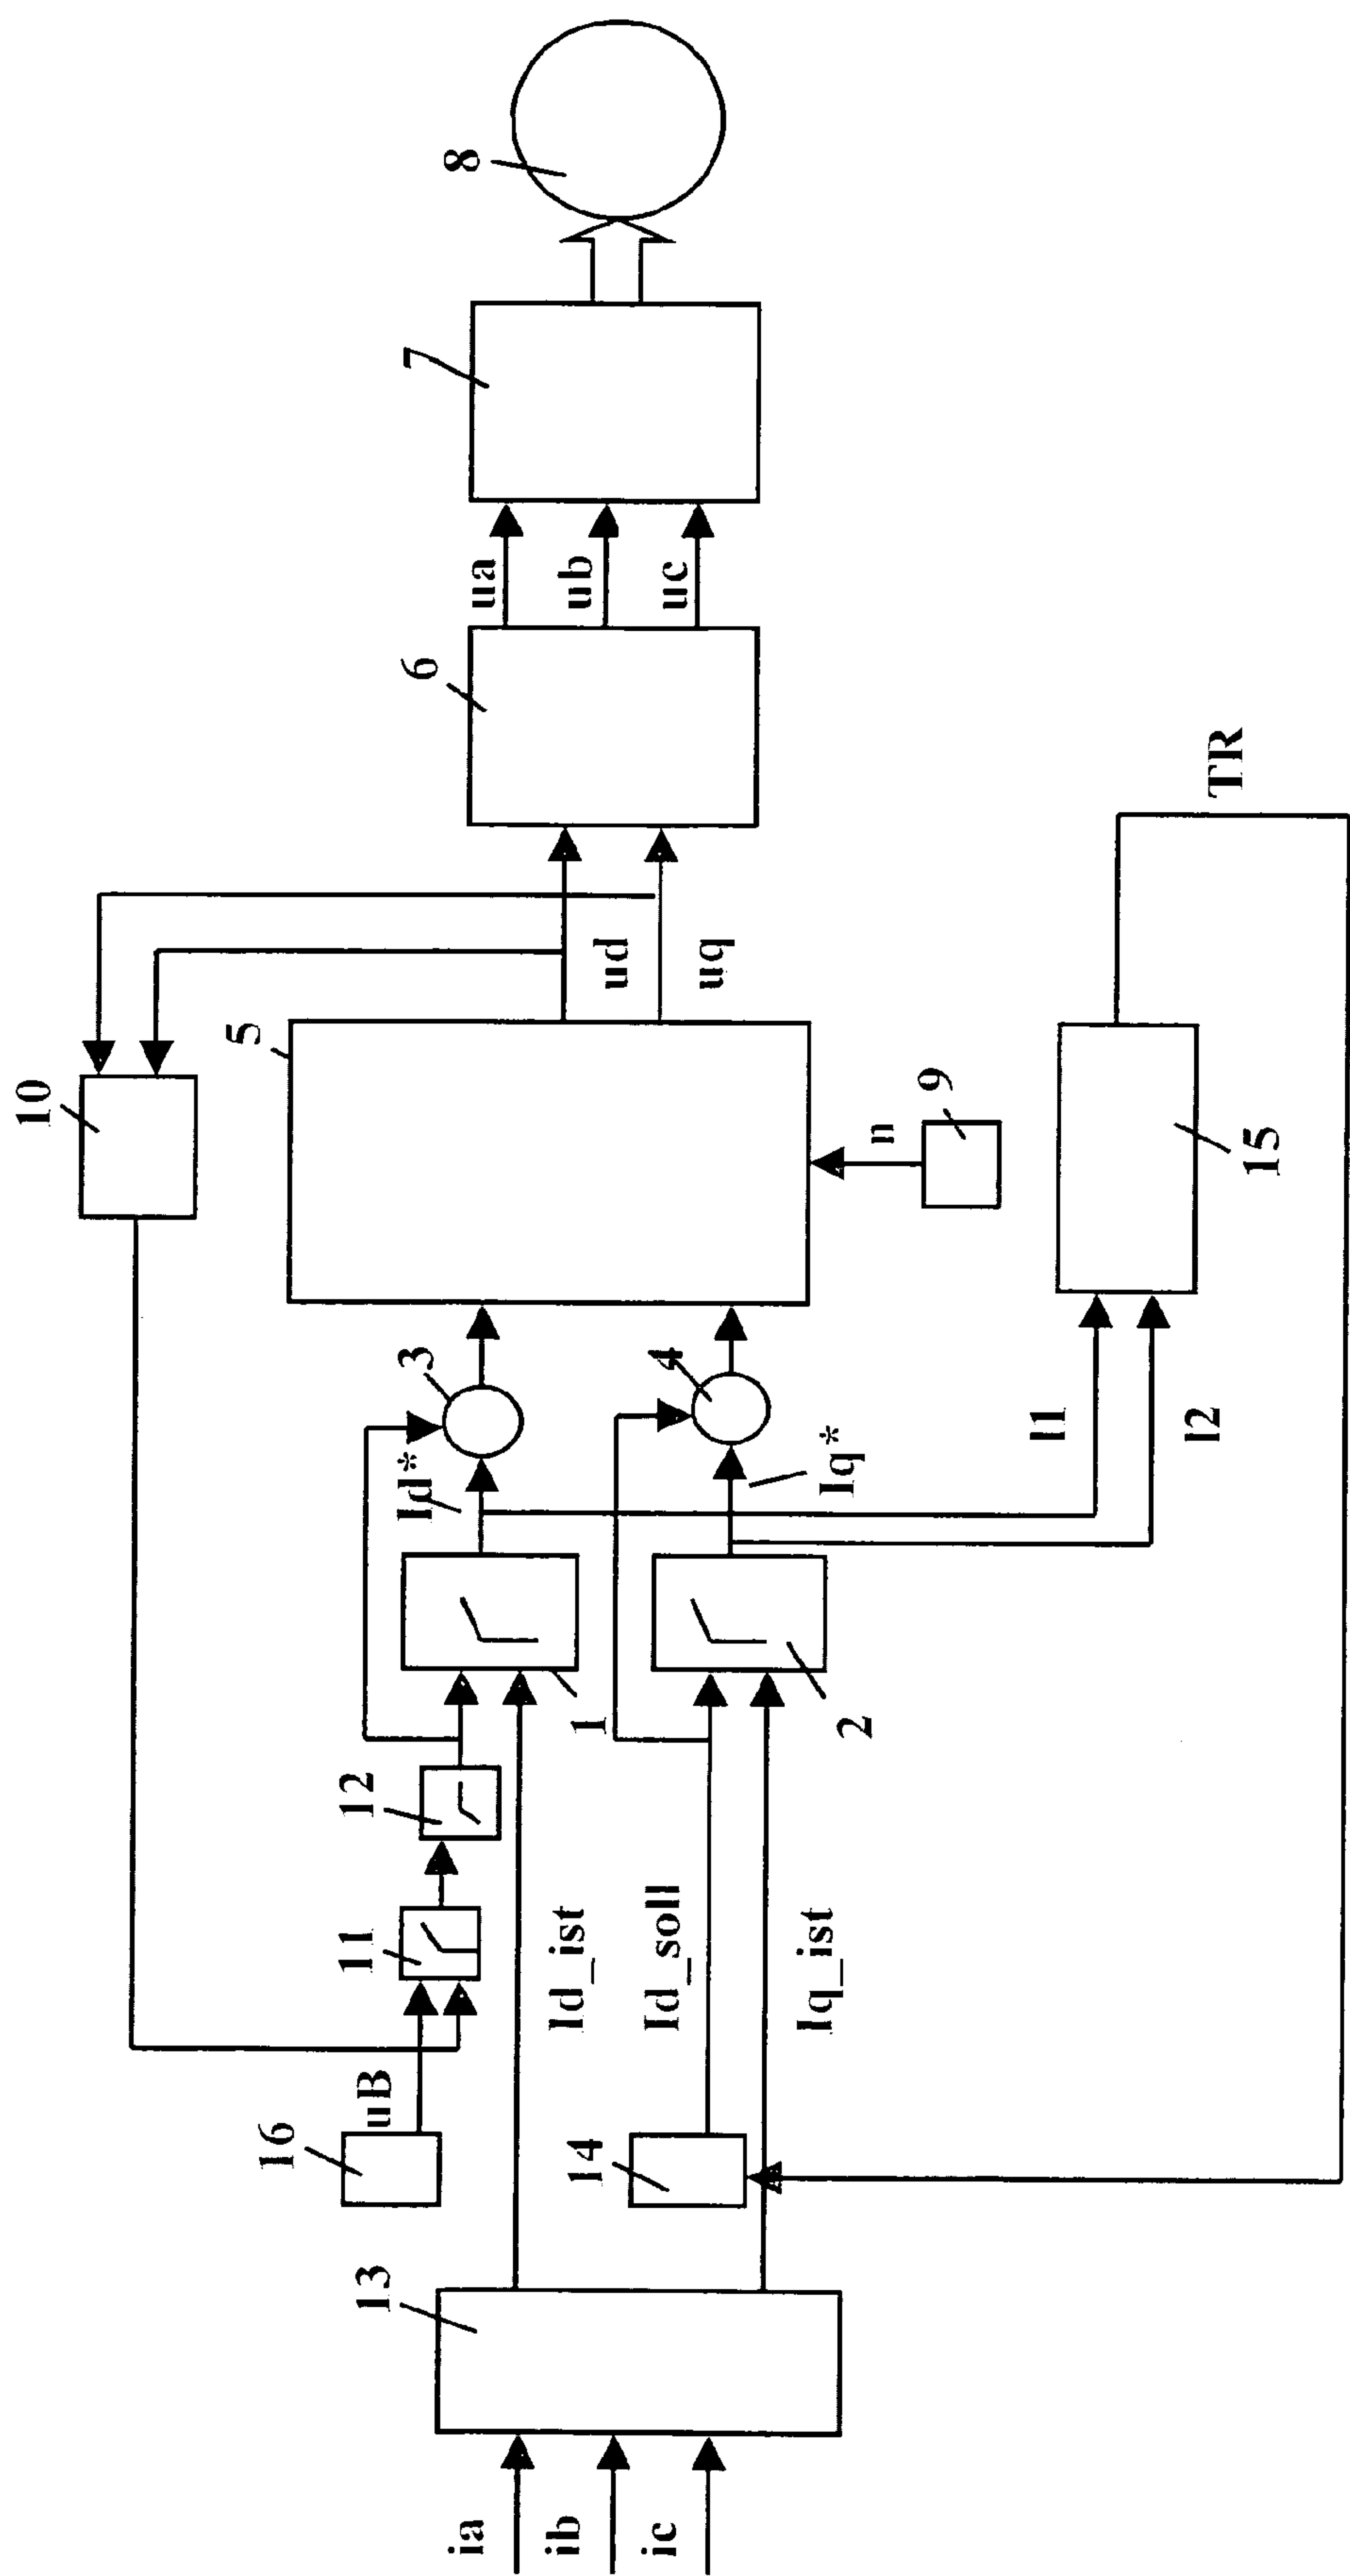 10
5
16
uB
13
11
12
Id*
3
6
7
8
ia
ua
ib
Id_ist
ub
14
1
ud
ic
Id_soll
4
uc
uq
Iq_ist
Iq*
2
n
9
I1
I2
TR
15